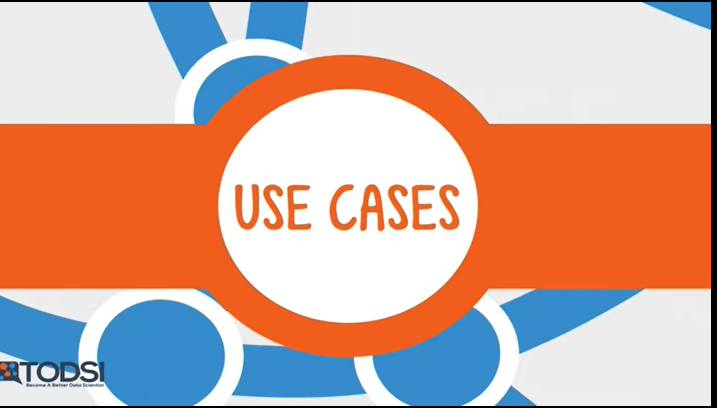 USE CASES
TODSI
Become A Better Data Scientist